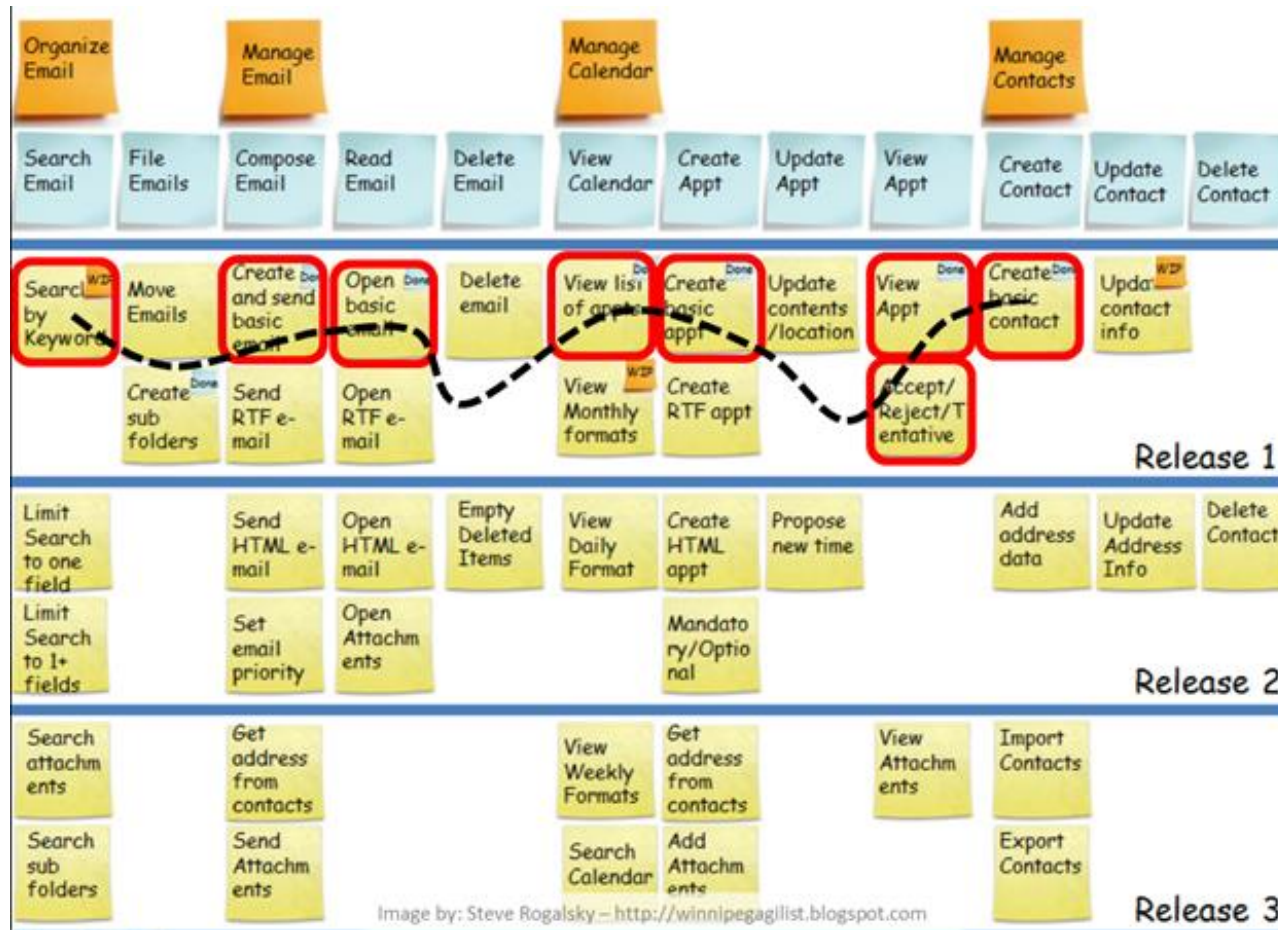 Organize
Email
Manage
Email
Manage
Calendar
Manage
Contacts
Search
Email
File
Emails
Compose
Email
Read
Email
Delete
Email
View
Calendar
Create
Appt
Update
Appt
View
Appt
Create
Contact
Update
Contact
Delete
Contact
Search
WIP
by
Keyword
Move
Emails
Create
and send
basic
email
Open
Done
basic
email
Delete
email
View list
of appts
Create
Done
basic
appt
Update
contents
/location
View
Done
Appt
Create
basic
contact
Update
WIP
contact
info
Create
Done
sub
folders
Send
RTF e-
mail
Open
RTF e-
mail
View
WIP
Monthly
formats
Create
RTF appt
Accept/
Reject/T
entative
Release 1
Limit
Search
to one
field
Send
HTML e-
mail
Open
HTML e-
mail
Empty
Deleted
Items
View
Daily
Format
Create
HTML
appt
Propose
new time
Add
address
data
Update
Address
Info
Delete
Contact
Limit
Search
to 1+
fields
Set
email
priority
Open
Attachm
ents
Mandato
ry/Optio
nal
Release 2
Search
attachm
ents
Get
address
from
contacts
View
Weekly
Formats
Get
address
from
contacts
View
Attachm
ents
Import
Contacts
Search
sub
folders
Send
Attachm
ents
Search
Calendar
Add
Attachm
ents
Export
Contacts
Release 3
Image by: Steve Rogalsky – http://winnipegagilist.blogspot.com